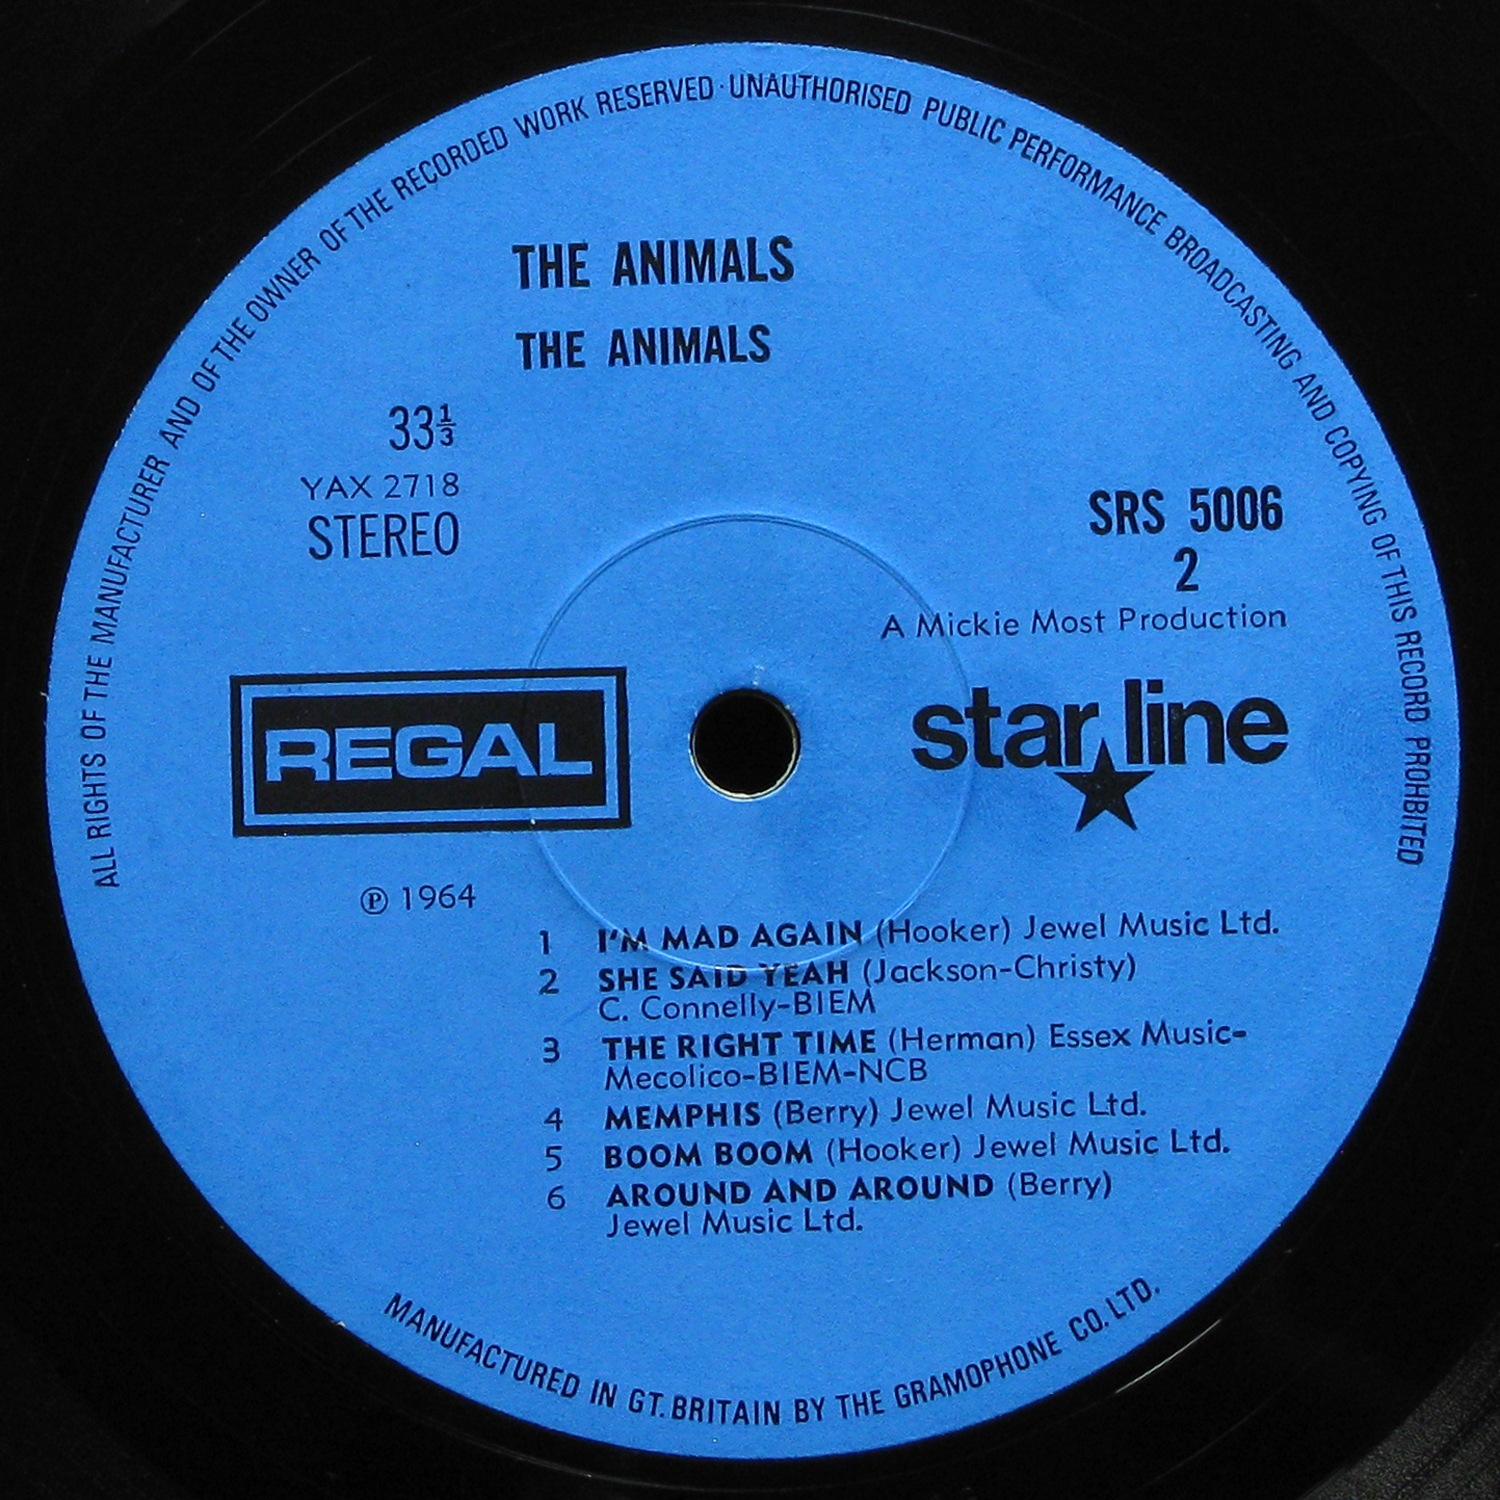 ALL RIGHTS OF THE MANUFACTURER AND OF THE OWNER OF THE RECORDED WORK RESERVED · UNAUTHORISED PUBLIC PERFORMANCE BROADCASTING AND COPYING OF THIS RECORD PROHBITED
THE ANIMALS
THE ANIMALS
33⅓
YAX 2718
STEREO
SRS 5006
2
A Mickie Most Production
REGAL
starline
℗ 1964
1 I'M MAD AGAIN (Hooker) Jewel Music Ltd.
2 SHE SAID YEAH (Jackson-Christy)
C. Connelly-BIEM
3 THE RIGHT TIME (Herman) Essex Music-
Mecolico-BIEM-NCB
4 MEMPHIS (Berry) Jewel Music Ltd.
5 BOOM BOOM (Hooker) Jewel Music Ltd.
6 AROUND AND AROUND (Berry)
Jewel Music Ltd.
MANUFACTURED IN GT. BRITAIN BY THE GRAMOPHONE CO. LTD.